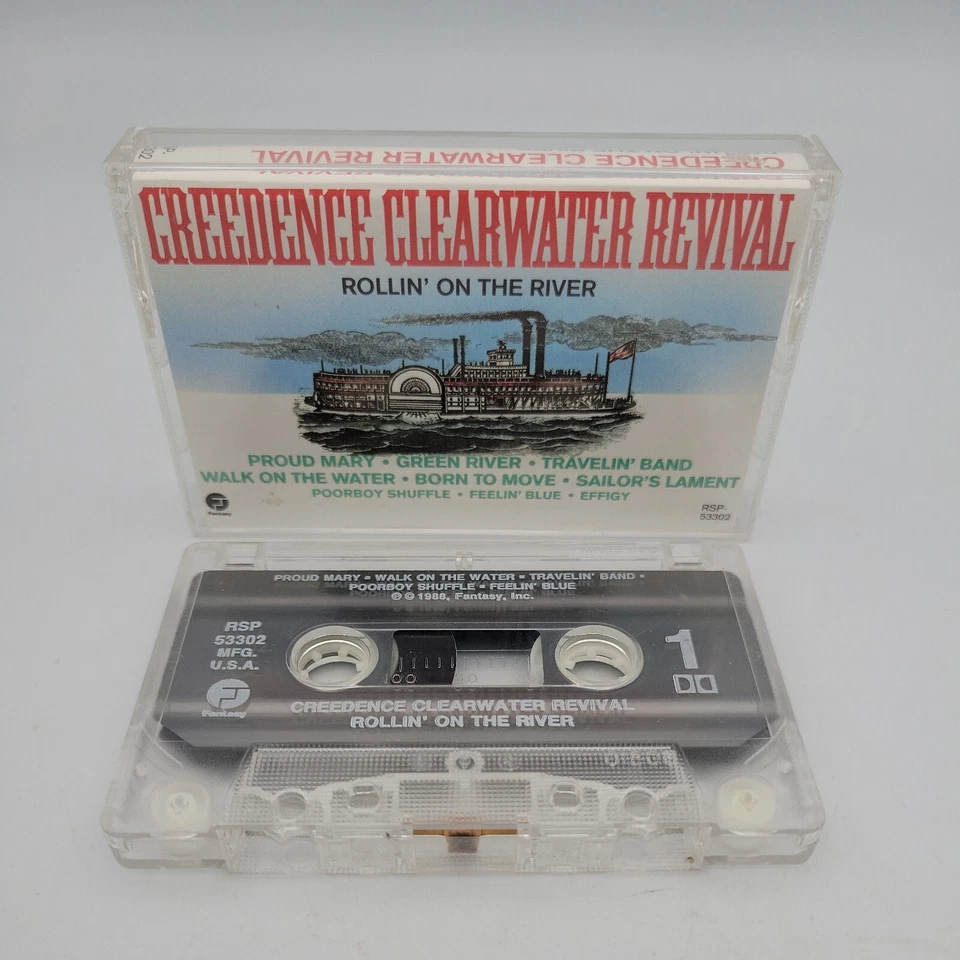 CREEDENCE CLEARWATER REVIVAL
CREEDENCE CLEARWATER REVIVAL
ROLLIN' ON THE RIVER
PROUD MARY • GREEN RIVER • TRAVELIN' BAND
WALK ON THE WATER • BORN TO MOVE • SAILOR'S LAMENT
POORBOY SHUFFLE • FEELIN' BLUE • EFFIGY
Fantasy
RSP-
53302
PROUD MARY • WALK ON THE WATER • TRAVELIN' BAND •
POORBOY SHUFFLE • FEELIN' BLUE
℗ © 1988, Fantasy, Inc.
RSP
53302
MFG.
U.S.A.
Fantasy
100
1
CREEDENCE CLEARWATER REVIVAL
ROLLIN' ON THE RIVER